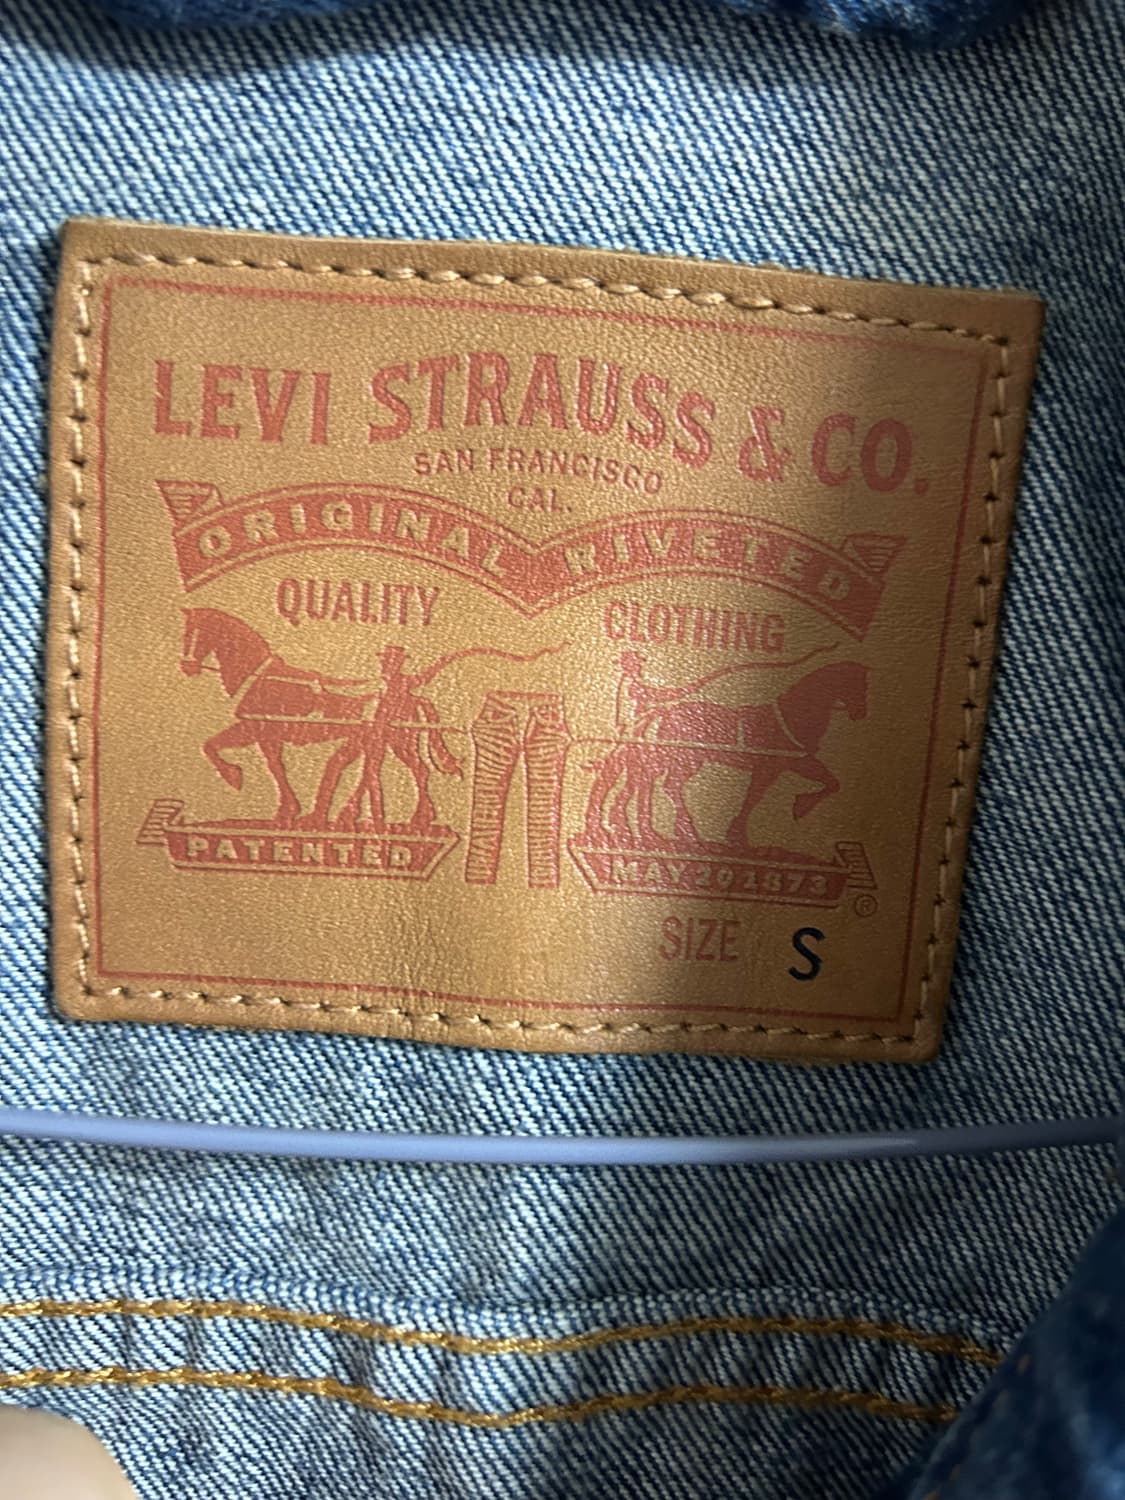 LEVI STRAUSS & CO.
SAN FRANCISCO
CAL.
ORIGINAL RIVETED
QUALITY CLOTHING
PATENTED MAY 20 1873
®
SIZE S